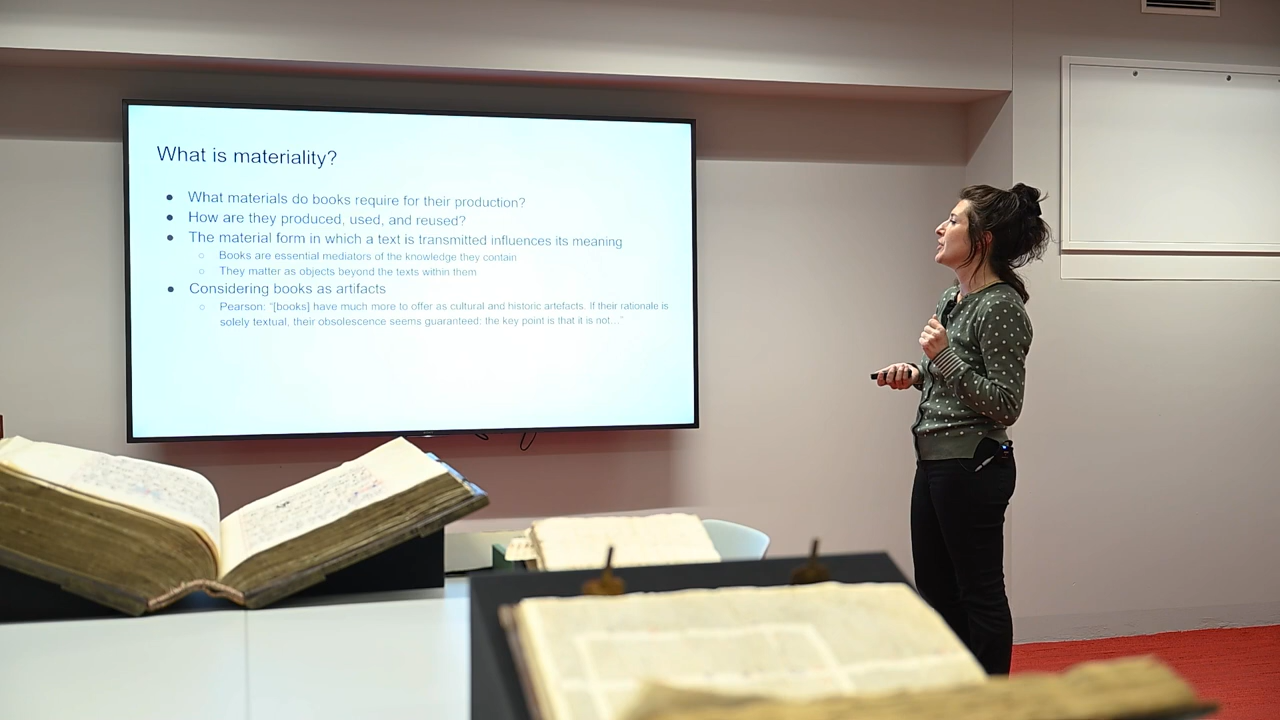 What is materiality?
● What materials do books require for their production?
● How are they produced, used, and reused?
● The material form in which a text is transmitted influences its meaning
○ Books are essential mediators of the knowledge they contain
○ They matter as objects beyond the texts within them
● Considering books as artifacts
○ Pearson: “[books] have much more to offer as cultural and historic artefacts. If their rationale is
solely textual, their obsolescence seems guaranteed: the key point is that it is not…”